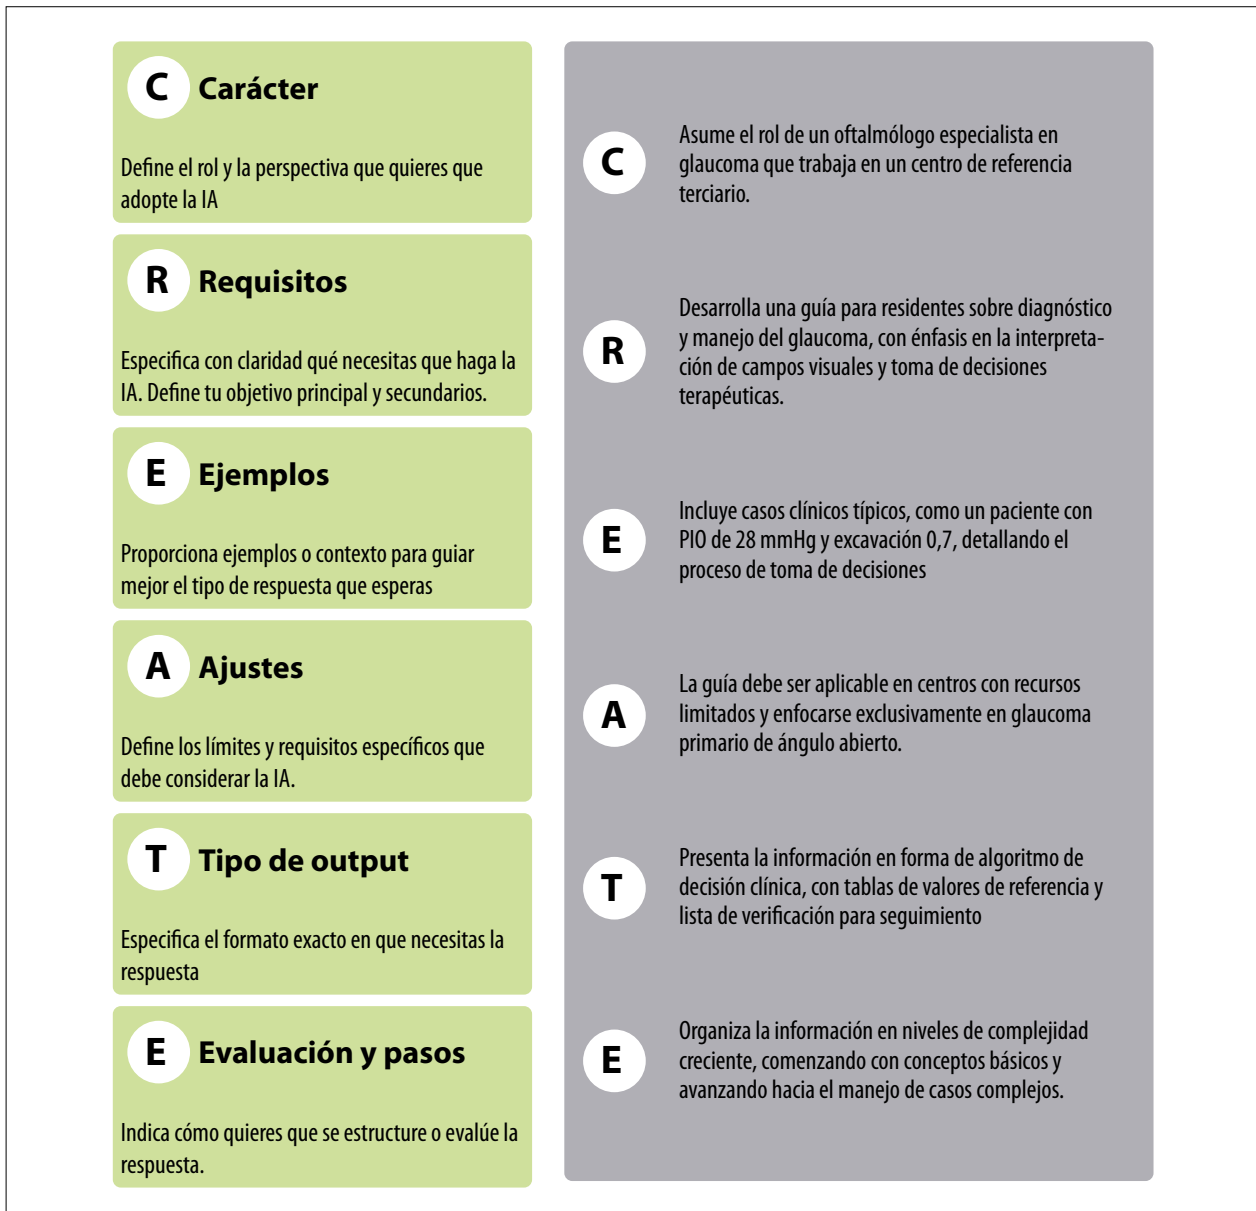 C Carácter
Define el rol y la perspectiva que quieres que
adopte la IA
R Requisitos
Especifica con claridad qué necesitas que haga la
IA. Define tu objetivo principal y secundarios.
E Ejemplos
Proporciona ejemplos o contexto para guiar
mejor el tipo de respuesta que esperas
A Ajustes
Define los límites y requisitos específicos que
debe considerar la IA.
T Tipo de output
Especifica el formato exacto en que necesitas la
respuesta
E Evaluación y pasos
Indica cómo quieres que se estructure o evalúe la
respuesta.
C
Asume el rol de un oftalmólogo especialista en
glaucoma que trabaja en un centro de referencia
terciario.
R
Desarrolla una guía para residentes sobre diagnóstico
y manejo del glaucoma, con énfasis en la interpreta-
ción de campos visuales y toma de decisiones
terapéuticas.
E
Incluye casos clínicos típicos, como un paciente con
PIO de 28 mmHg y excavación 0,7, detallando el
proceso de toma de decisiones
A
La guía debe ser aplicable en centros con recursos
limitados y enfocarse exclusivamente en glaucoma
primario de ángulo abierto.
T
Presenta la información en forma de algoritmo de
decisión clínica, con tablas de valores de referencia y
lista de verificación para seguimiento
E
Organiza la información en niveles de complejidad
creciente, comenzando con conceptos básicos y
avanzando hacia el manejo de casos complejos.